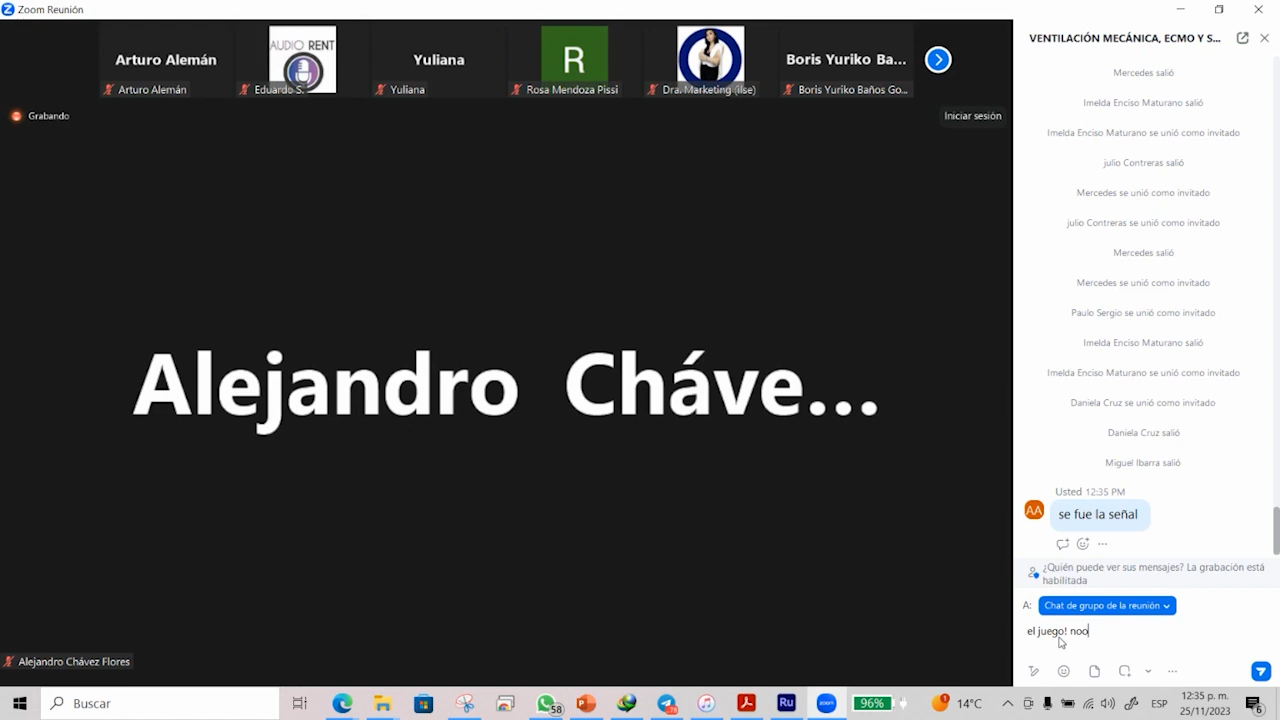 Zoom Reunión
Arturo Alemán
Arturo Alemán
AUDIO RENT
Eduardo S.
Yuliana
Yuliana
R
Rosa Mendoza Pissi
Dra. Marketing (ilse)
Boris Yuriko Ba...
Boris Yuriko Baños Go...
Grabando
Iniciar sesión
Alejandro Cháve...
Alejandro Chávez Flores
VENTILACIÓN MECÁNICA, ECMO Y S...
Mercedes salió
Imelda Enciso Maturano salió
Imelda Enciso Maturano se unió como invitado
julio Contreras salió
Mercedes se unió como invitado
julio Contreras se unió como invitado
Mercedes salió
Mercedes se unió como invitado
Paulo Sergio se unió como invitado
Imelda Enciso Maturano salió
Imelda Enciso Maturano se unió como invitado
Daniela Cruz se unió como invitado
Daniela Cruz salió
Miguel Ibarra salió
Usted 12:35 PM
AA
se fue la señal
¿Quién puede ver sus mensajes? La grabación está
habilitada
A: Chat de grupo de la reunión
el juego! noo
Buscar
58
Ru
zoom
96%
1
14°C
ESP
12:35 p. m.
25/11/2023
6